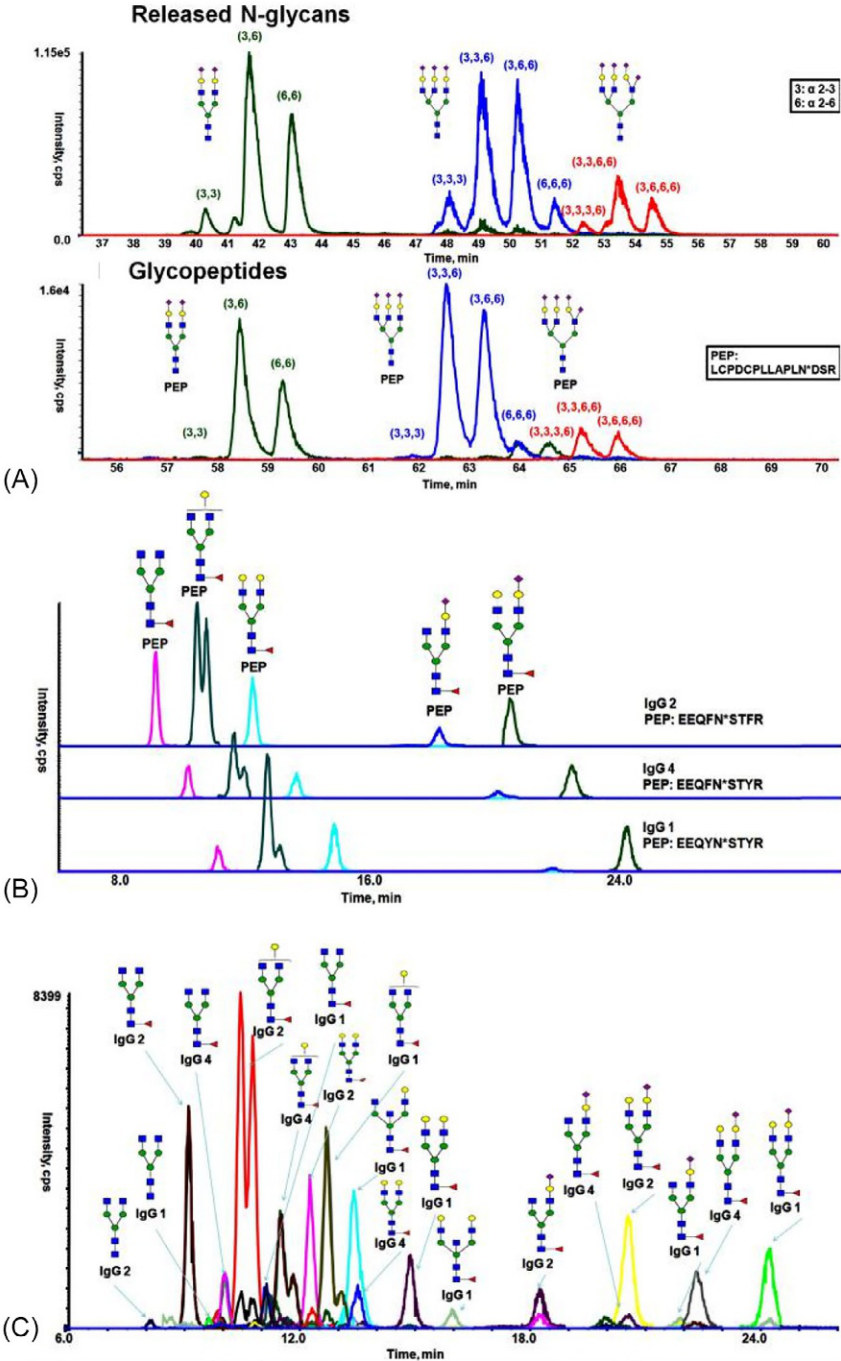 Released N-glycans
1.15e5
Intensity, cps
0.0
(3,3)
(3,6)
(6,6)
(3,3,3)
(3,3,6)
(3,6,6)
(6,6,6)
(3,3,3,6)
(3,3,6,6)
(3,6,6,6)
3: α 2-3
6: α 2-6
37 38 39 40 41 42 43 44 45 46 47 48 49 50 51 52 53 54 55 56 57 58 59 60
Time, min
Glycopeptides
1.6e4
Intensity, cps
PEP
PEP
PEP
(3,3)
(3,6)
(6,6)
(3,3,3)
(3,3,6)
(3,6,6)
(6,6,6)
(3,3,3,6)
(3,3,6,6)
(3,6,6,6)
PEP:
LCPDCPLLAPLN*DSR
56 57 58 59 60 61 62 63 64 65 66 67 68 69 70
Time, min
(A)
PEP
PEP
PEP
PEP
PEP
Intensity, cps
IgG 2
PEP: EEQFN*STFR
IgG 4
PEP: EEQFN*STYR
IgG 1
PEP: EEQYN*STYR
8.0 16.0 24.0
Time, min
(B)
8399
Intensity, cps
IgG 2
IgG 1
IgG 2
IgG 4
IgG 2
IgG 4
IgG 1
IgG 2
IgG 1
IgG 1
IgG 4
IgG 1
IgG 1
IgG 2
IgG 4
IgG 2
IgG 1
IgG 4
IgG 1
6.0 12.0 18.0 24.0
Time, min
(C)